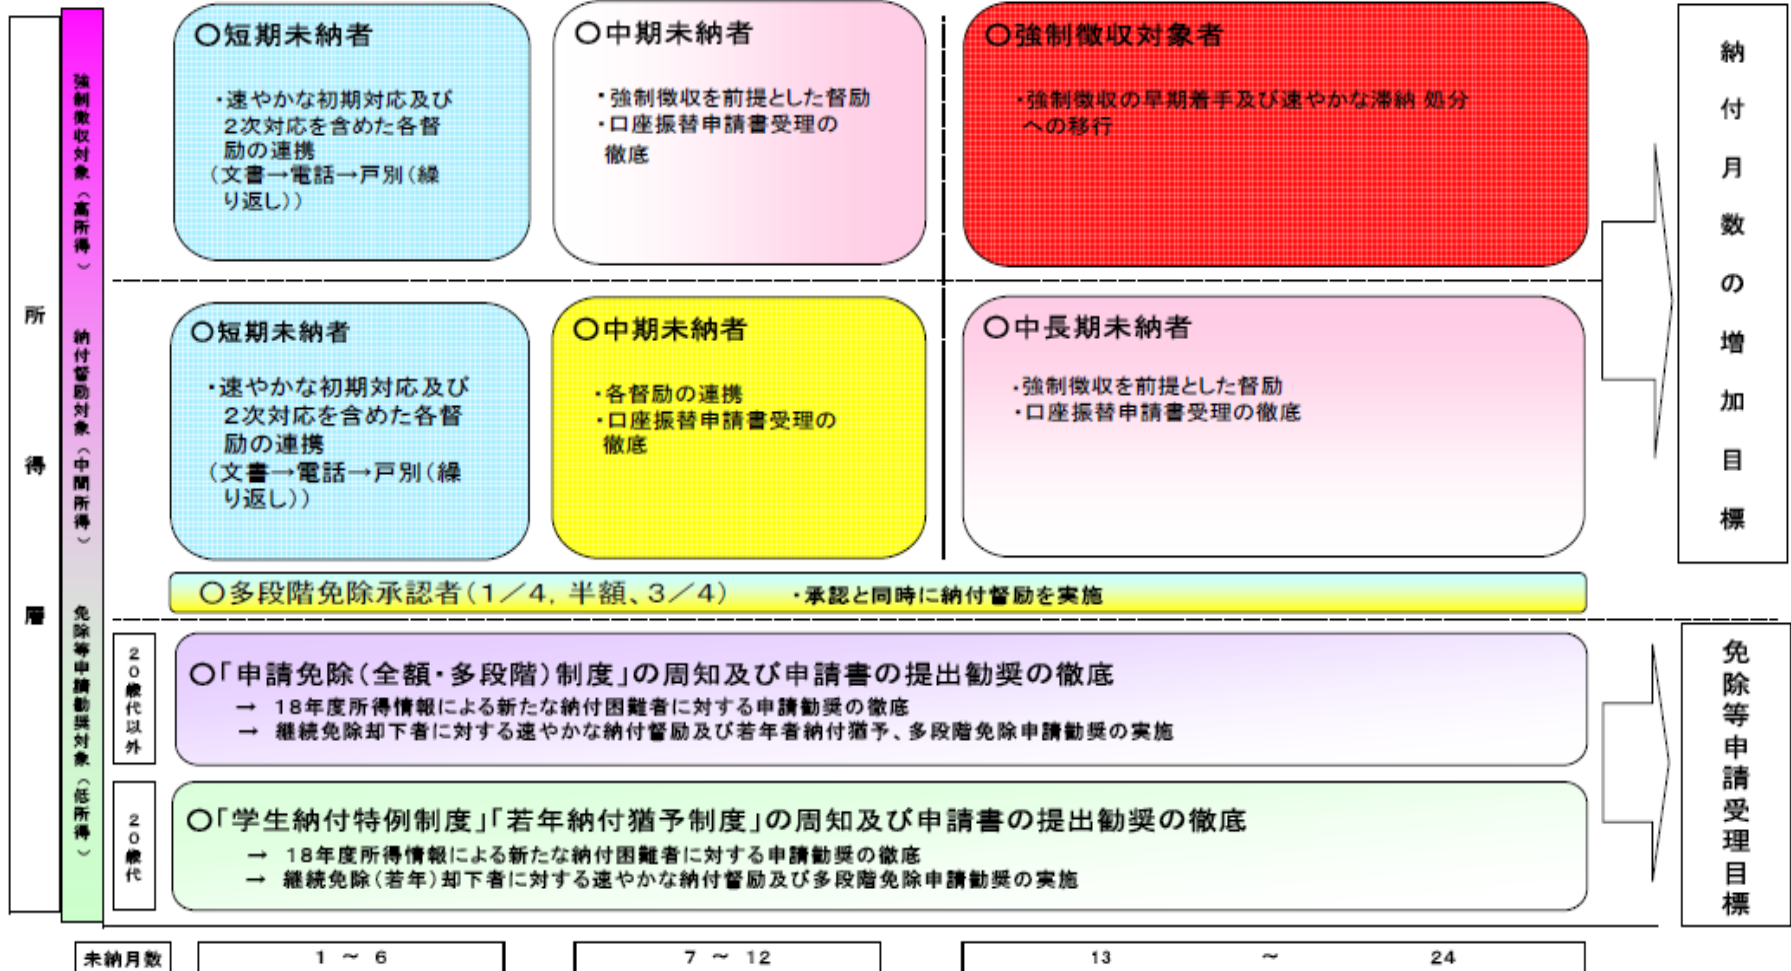 所得層
強制徴収対象（高所得）
納付督励対象（中間所得）
免除等申請勧奨対象（低所得）
○短期未納者
・速やかな初期対応及び
2次対応を含めた各督
励の連携
（文書→電話→戸別（繰
り返し））
○中期未納者
・強制徴収を前提とした督励
・口座振替申請書受理の
徹底
○強制徴収対象者
・強制徴収の早期着手及び速やかな滞納 処分
への移行
○短期未納者
・速やかな初期対応及び
2次対応を含めた各督
励の連携
（文書→電話→戸別（繰
り返し））
○中期未納者
・各督励の連携
・口座振替申請書受理の
徹底
○中長期未納者
・強制徴収を前提とした督励
・口座振替申請書受理の徹底
○多段階免除承認者（1／4, 半額、3／4）　・承認と同時に納付督励を実施
20歳代以外
○「申請免除（全額・多段階）制度」の周知及び申請書の提出勧奨の徹底
→ 18年度所得情報による新たな納付困難者に対する申請勧奨の徹底
→ 継続免除却下者に対する速やかな納付督励及び若年者納付猶予、多段階免除申請勧奨の実施
20歳代
○「学生納付特例制度」「若年納付猶予制度」の周知及び申請書の提出勧奨の徹底
→ 18年度所得情報による新たな納付困難者に対する申請勧奨の徹底
→ 継続免除（若年）却下者に対する速やかな納付督励及び多段階免除申請勧奨の実施
納付月数の増加目標
免除等申請受理目標
未納月数
1 ～ 6
7 ～ 12
13 ～ 24